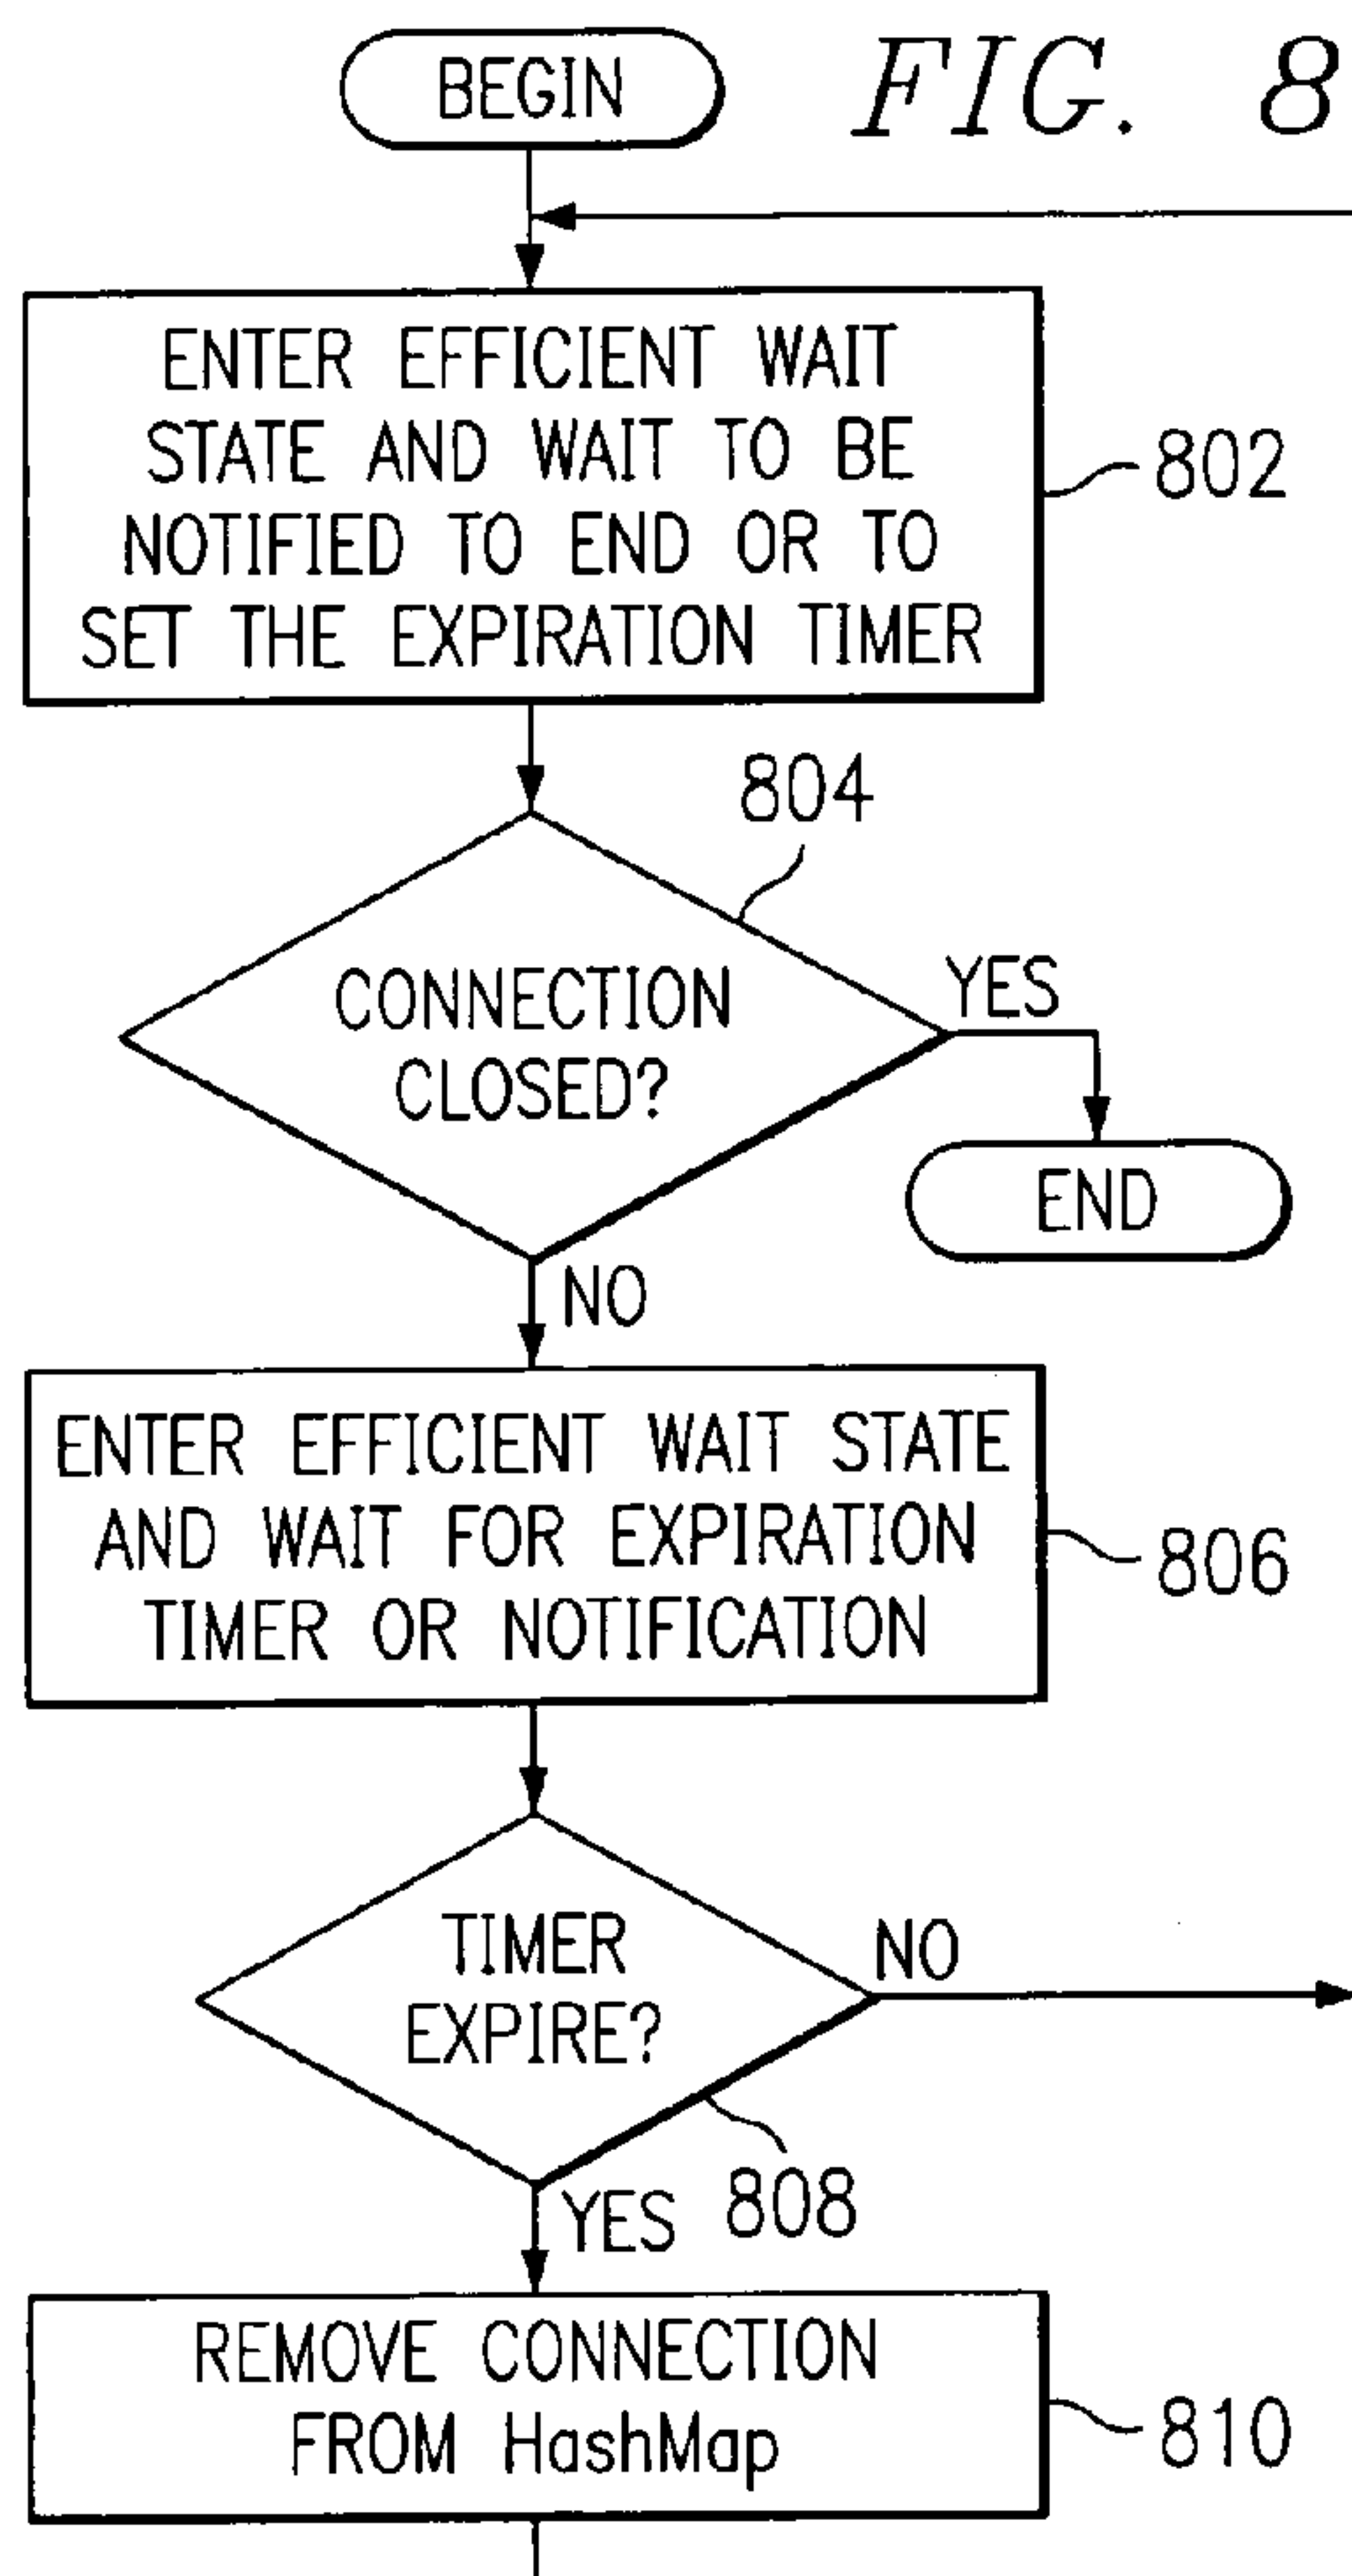 BEGIN
FIG. 8
ENTER EFFICIENT WAIT
STATE AND WAIT TO BE
NOTIFIED TO END OR TO
SET THE EXPIRATION TIMER
802
804
CONNECTION
CLOSED?
YES
END
NO
ENTER EFFICIENT WAIT STATE
AND WAIT FOR EXPIRATION
TIMER OR NOTIFICATION
806
TIMER
EXPIRE?
NO
YES
808
REMOVE CONNECTION
FROM HashMap
810